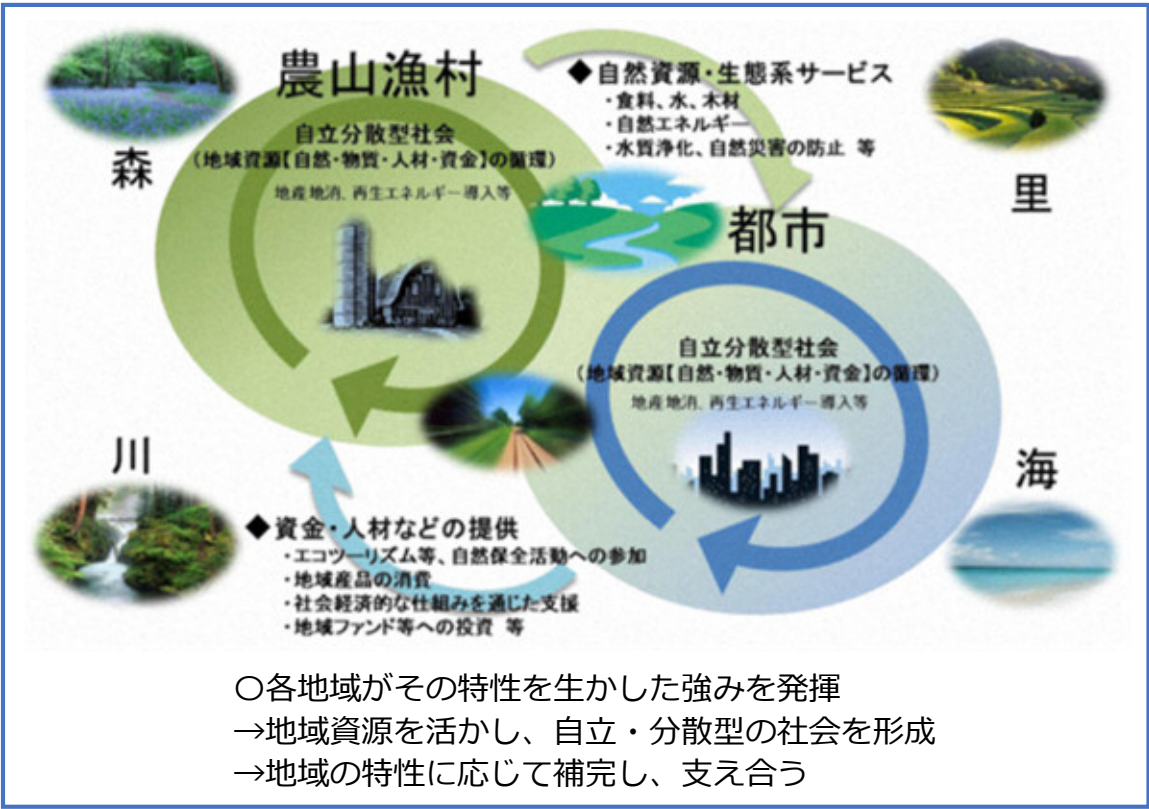 農山漁村
◆自然資源・生態系サービス
・食料、水、木材
・自然エネルギー
・水質浄化、自然災害の防止 等
森
里
自立分散型社会
(地域資源【自然・物質・人材・資金】の循環)
地産地消、再生エネルギー導入等
都市
自立分散型社会
(地域資源【自然・物質・人材・資金】の循環)
地産地消、再生エネルギー導入等
川
海
◆資金・人材などの提供
・エコツーリズム等、自然保全活動への参加
・地域産品の消費
・社会経済的な仕組みを通じた支援
・地域ファンド等への投資 等
〇各地域がその特性を生かした強みを発揮
→地域資源を活かし、自立・分散型の社会を形成
→地域の特性に応じて補完し、支え合う